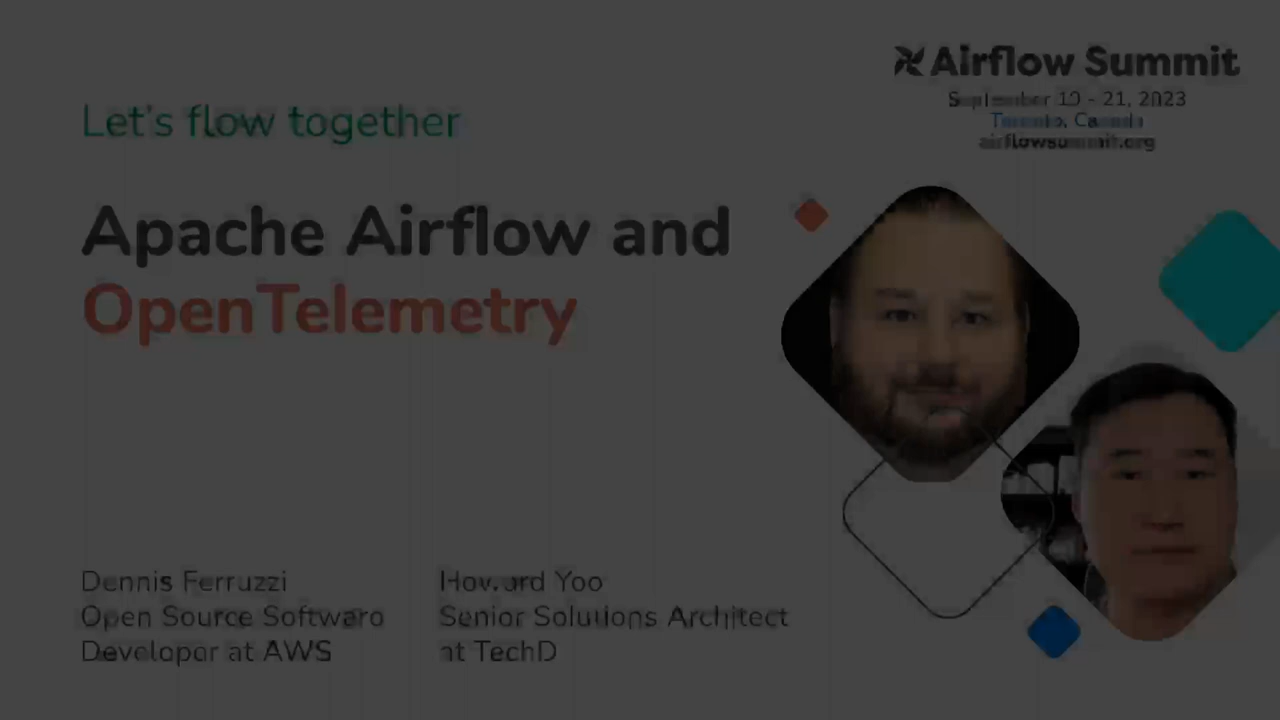 Airflow Summit
September 19 - 21, 2023
Toronto, Canada
airflowsummit.org
Let's flow together
Apache Airflow and
OpenTelemetry
Dennis Ferruzzi
Open Source Software
Developer at AWS
Howard Yoo
Senior Solutions Architect
at TechD